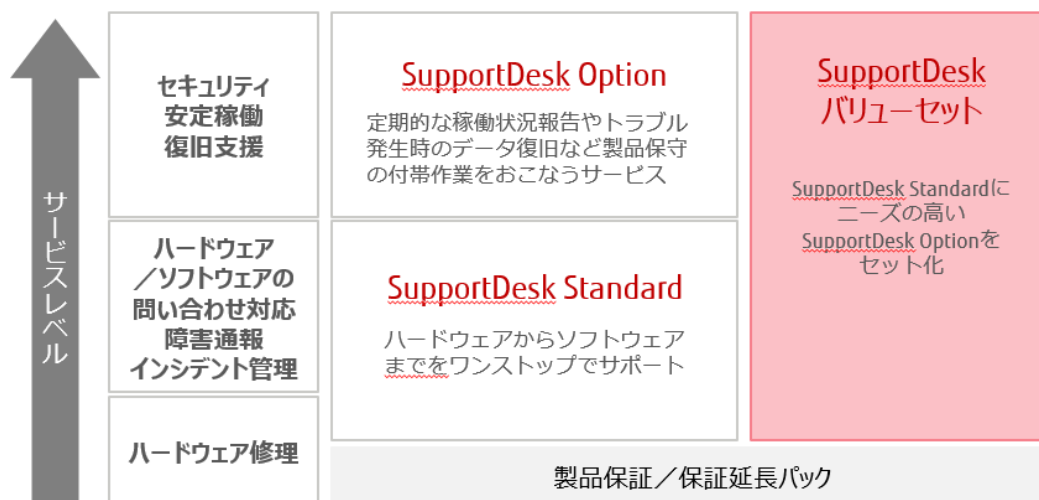 サービスレベル
セキュリティ
安定稼働
復旧支援
SupportDesk Option
定期的な稼働状況報告やトラブル
発生時のデータ復旧など製品保守
の付帯作業をおこなうサービス
SupportDesk
バリューセット
SupportDesk Standardに
ニーズの高い
SupportDesk Optionを
セット化
ハードウェア
／ソフトウェアの
問い合わせ対応
障害通報
インシデント管理
SupportDesk Standard
ハードウェアからソフトウェア
までをワンストップでサポート
ハードウェア修理
製品保証／保証延長パック